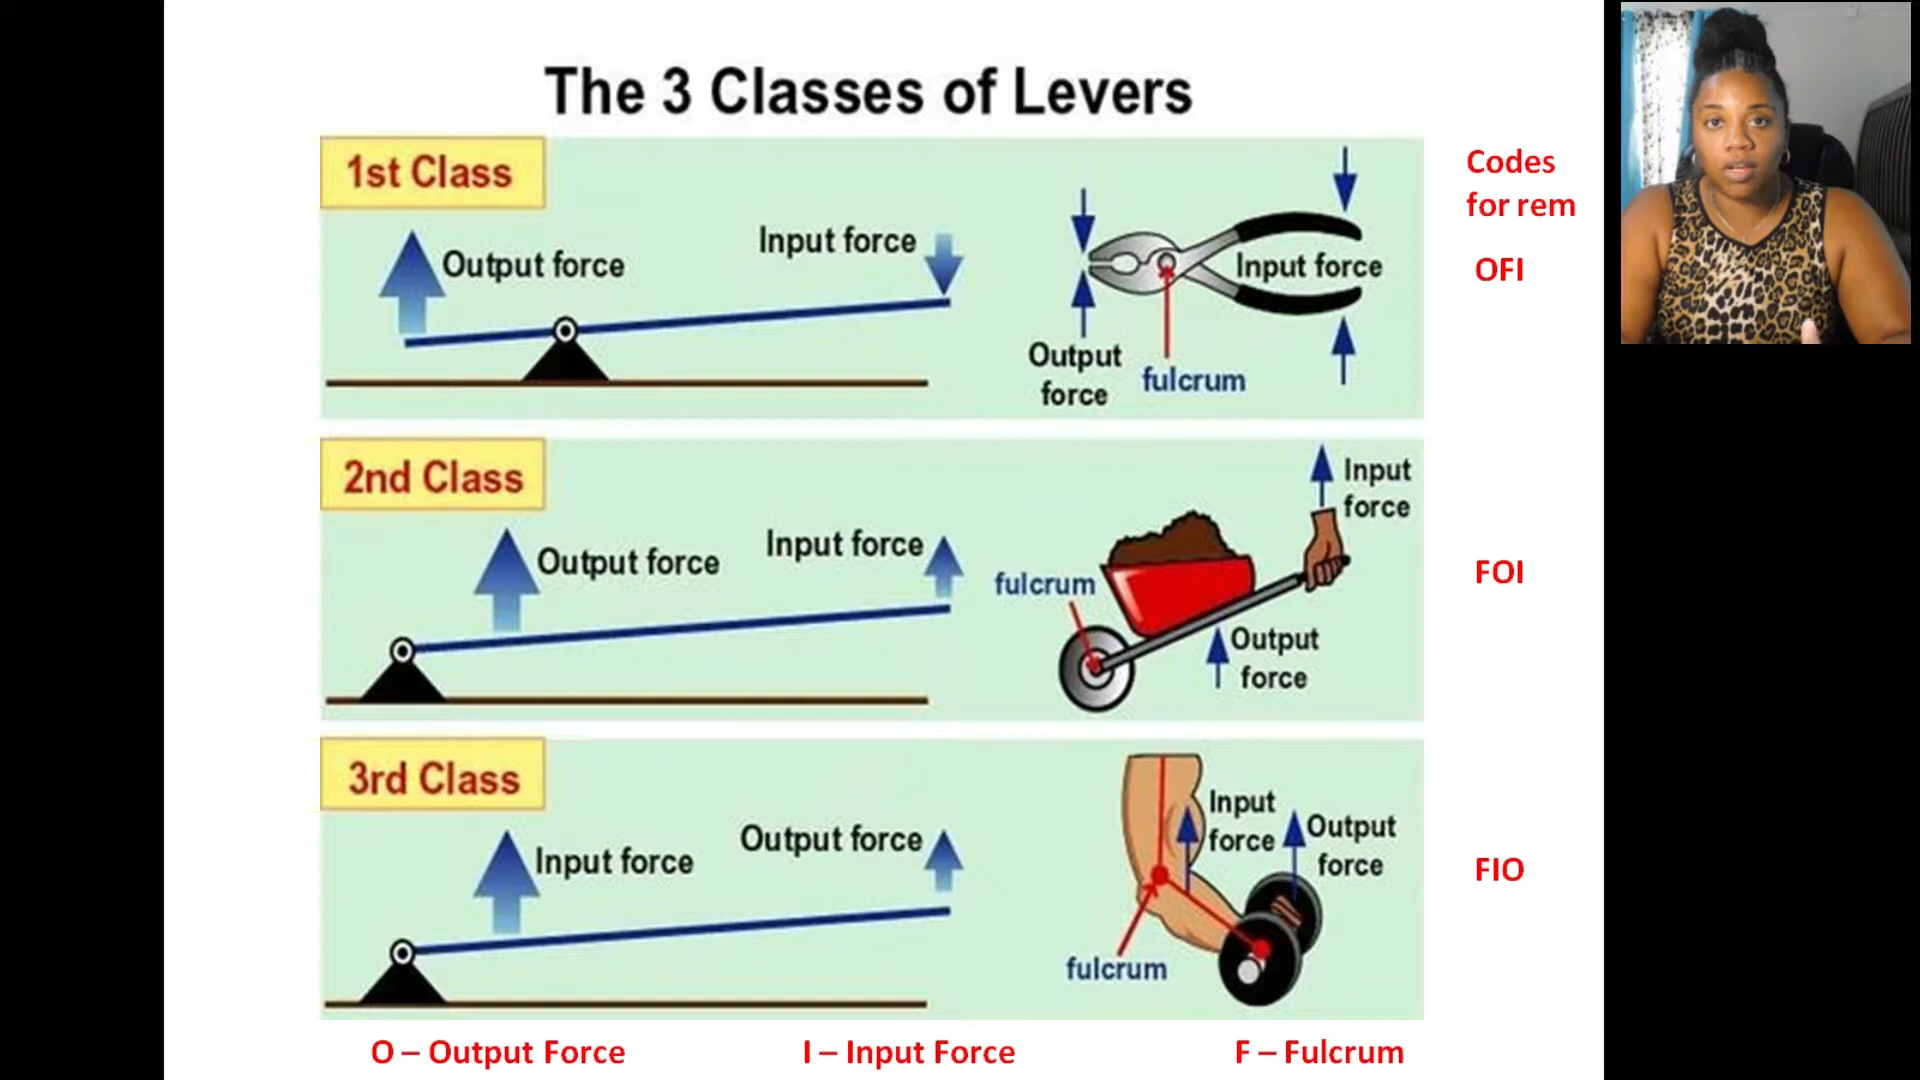 The 3 Classes of Levers
1st Class
Output force
Input force
Input force
Output
force
fulcrum
Codes
for rem
OFI
2nd Class
Output force
Input force
fulcrum
Input
force
Output
force
FOI
3rd Class
Input force
Output force
Input
force
Output
force
fulcrum
FIO
O – Output Force
I – Input Force
F – Fulcrum